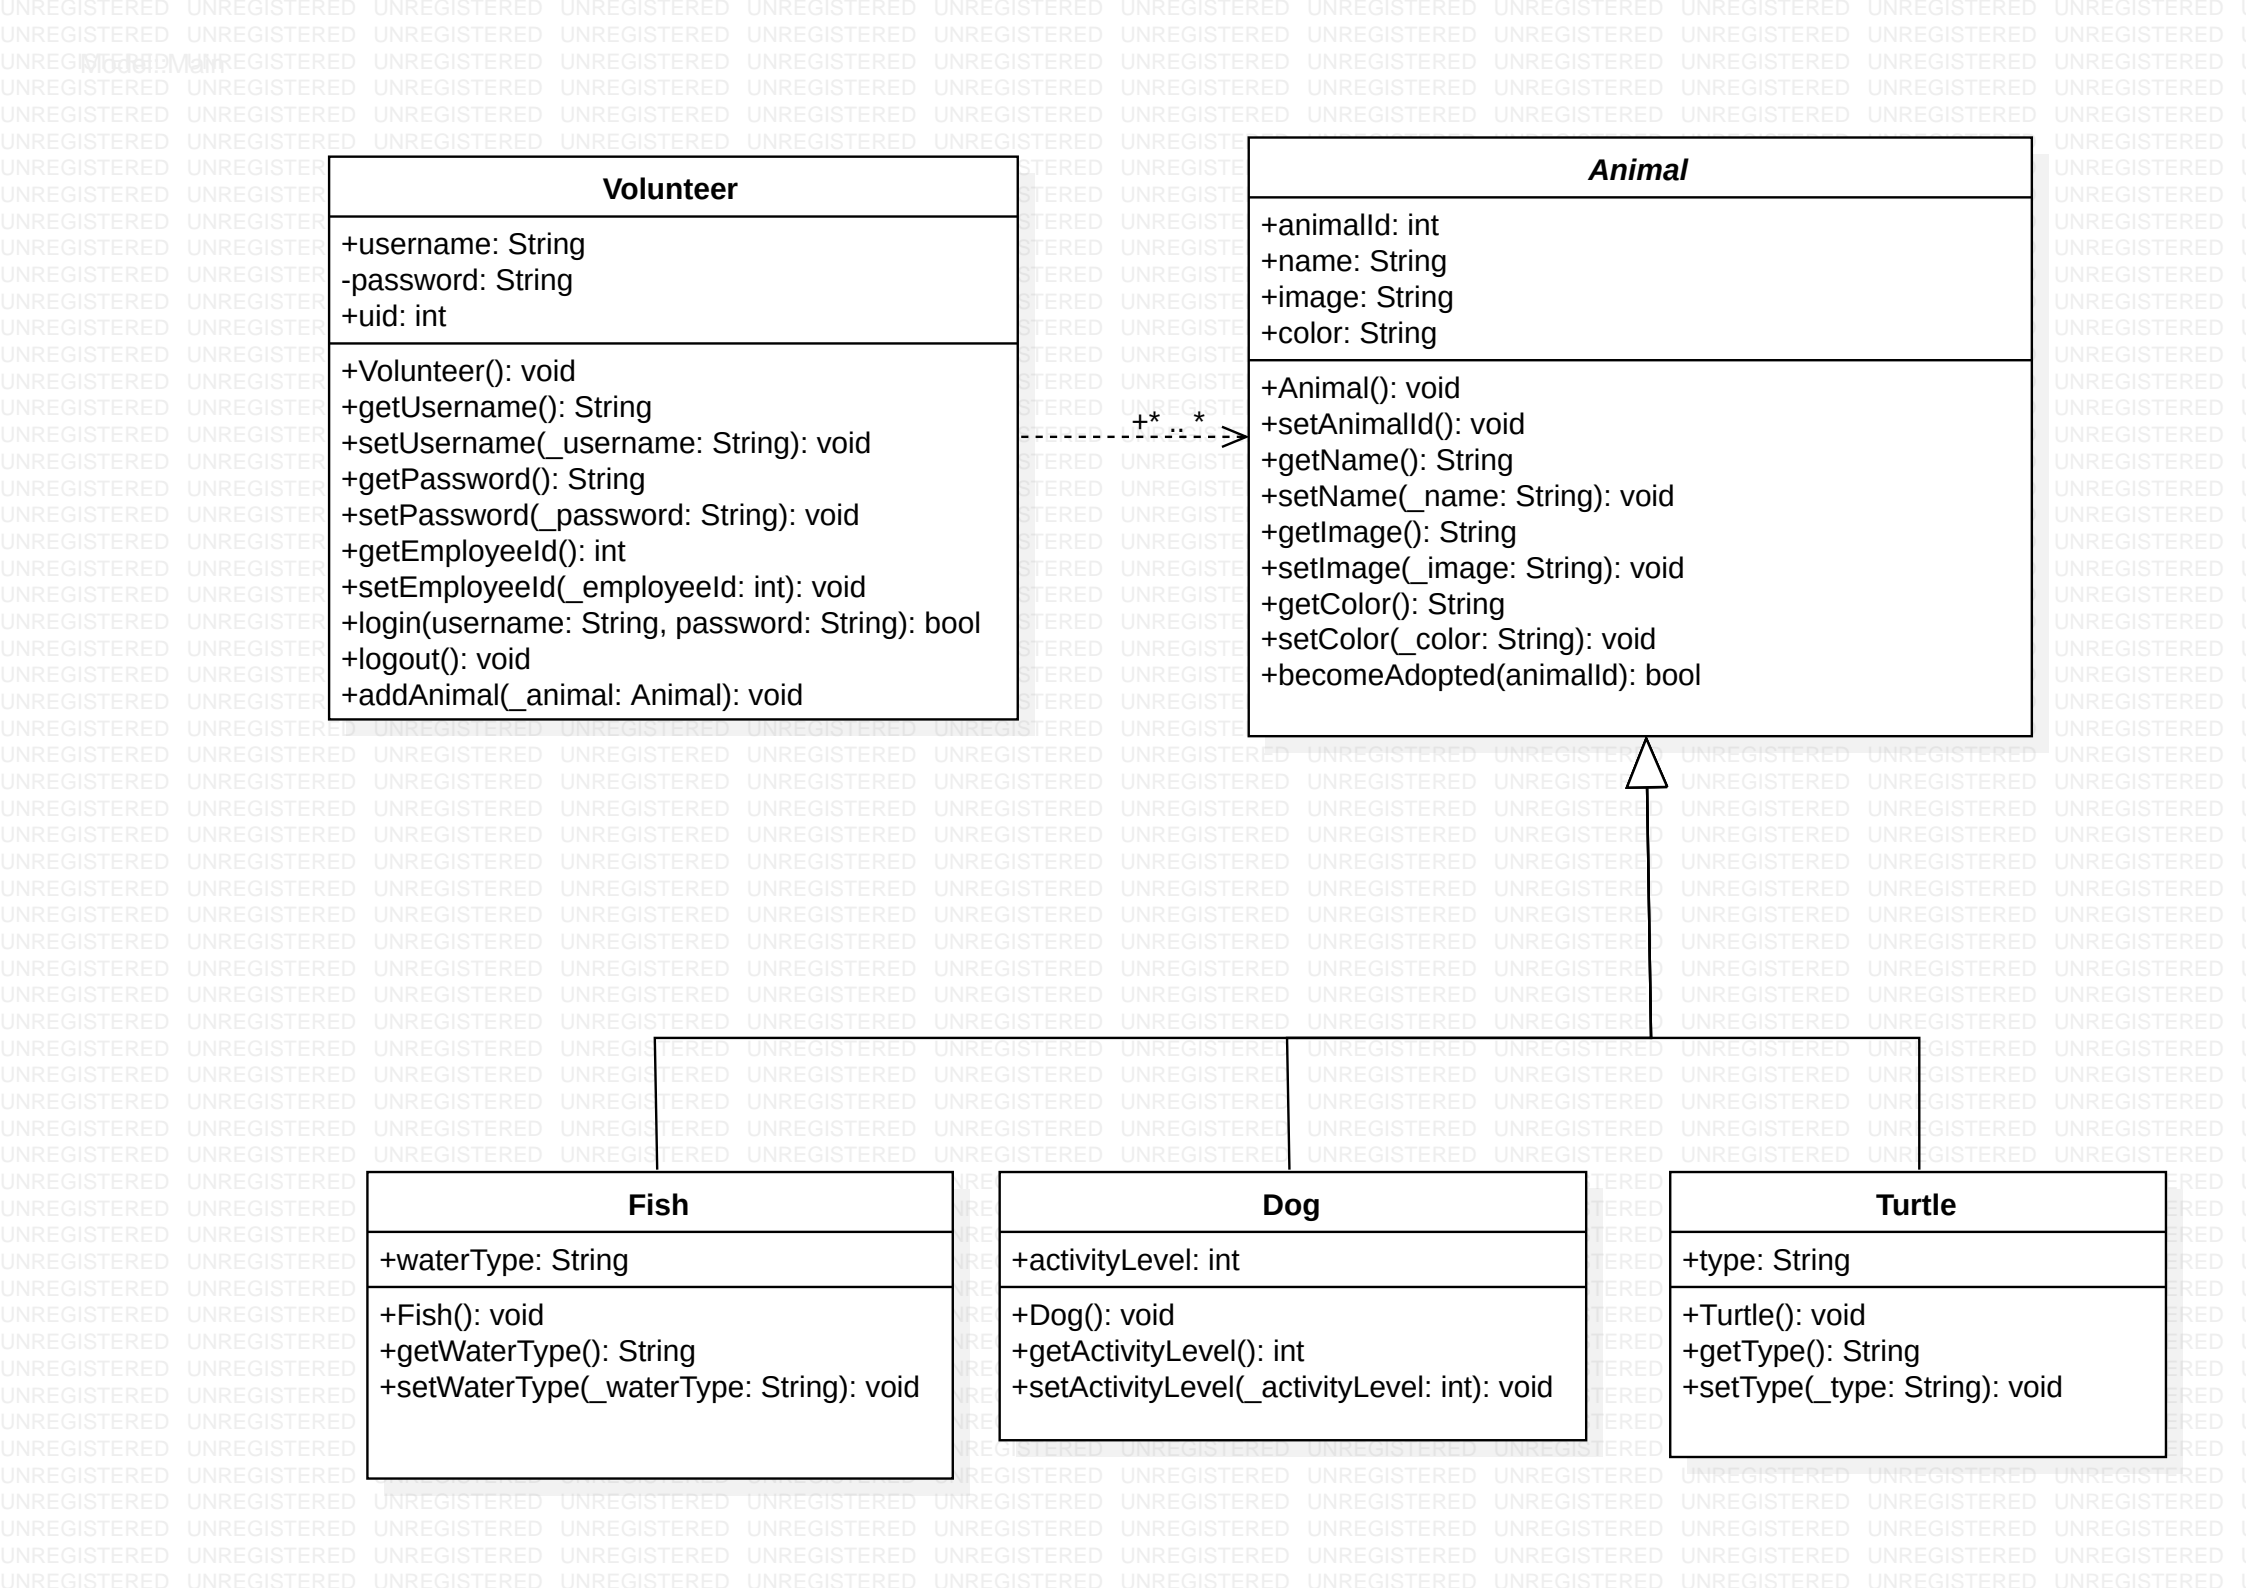 Model::Main
Volunteer
+username: String
-password: String
+uid: int
+Volunteer(): void
+getUsername(): String
+setUsername(_username: String): void
+getPassword(): String
+setPassword(_password: String): void
+getEmployeeId(): int
+setEmployeeId(_employeeId: int): void
+login(username: String, password: String): bool
+logout(): void
+addAnimal(_animal: Animal): void
+* .. *
Animal
+animalId: int
+name: String
+image: String
+color: String
+Animal(): void
+setAnimalId(): void
+getName(): String
+setName(_name: String): void
+getImage(): String
+setImage(_image: String): void
+getColor(): String
+setColor(_color: String): void
+becomeAdopted(animalId): bool
Fish
+waterType: String
+Fish(): void
+getWaterType(): String
+setWaterType(_waterType: String): void
Dog
+activityLevel: int
+Dog(): void
+getActivityLevel(): int
+setActivityLevel(_activityLevel: int): void
Turtle
+type: String
+Turtle(): void
+getType(): String
+setType(_type: String): void
UNREGISTERED